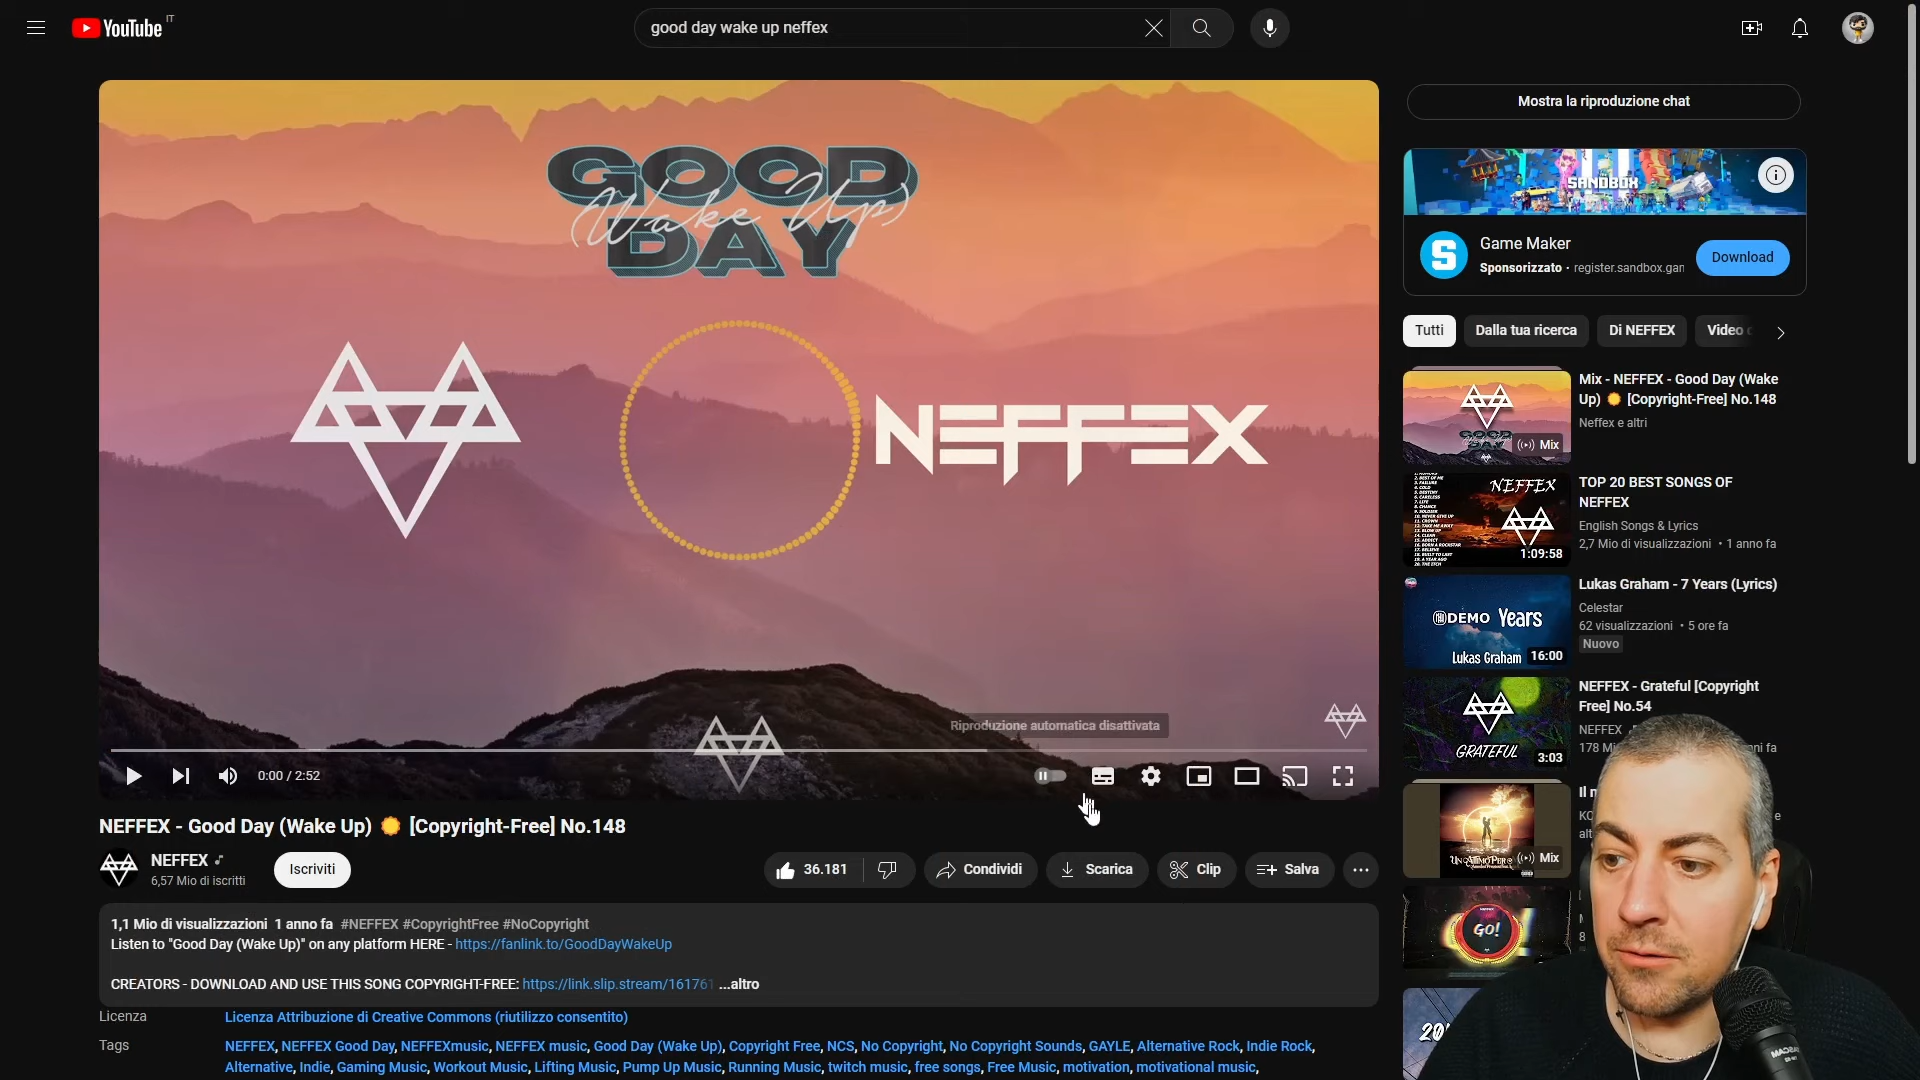 YouTube
IT
good day wake up neffex
GOOD
(Wake Up)
DAY
NEFFEX
Riproduzione automatica disattivata
0:00 / 2:52
NEFFEX - Good Day (Wake Up) 🌞 [Copyright-Free] No.148
NEFFEX
6,57 Mio di iscritti
Iscriviti
36.181
Condividi
Scarica
Clip
Salva
1,1 Mio di visualizzazioni 1 anno fa #NEFFEX #CopyrightFree #NoCopyright
Listen to "Good Day (Wake Up)" on any platform HERE - https://fanlink.to/GoodDayWakeUp
CREATORS - DOWNLOAD AND USE THIS SONG COPYRIGHT-FREE: https://link.slip.stream/161761 ...altro
Licenza
Licenza Attribuzione di Creative Commons (riutilizzo consentito)
Tags
NEFFEX, NEFFEX Good Day, NEFFEXmusic, NEFFEX music, Good Day (Wake Up), Copyright Free, NCS, No Copyright, No Copyright Sounds, GAYLE, Alternative Rock, Indie Rock,
Alternative, Indie, Gaming Music, Workout Music, Lifting Music, Pump Up Music, Running Music, twitch music, free songs, Free Music, motivation, motivational music,
Mostra la riproduzione chat
SANDBOX
Game Maker
Sponsorizzato · register.sandbox.gam
Download
Tutti
Dalla tua ricerca
Di NEFFEX
Video
Mix - NEFFEX - Good Day (Wake
Up) 🌞 [Copyright-Free] No.148
Neffex e altri
Mix
TOP 20 BEST SONGS OF
NEFFEX
English Songs & Lyrics
2,7 Mio di visualizzazioni • 1 anno fa
NEFFEX
1:09:58
Lukas Graham - 7 Years (Lyrics)
Celestar
62 visualizzazioni • 5 ore fa
Nuovo
DEMO Years
Lukas Graham
16:00
NEFFEX - Grateful [Copyright
Free] No.54
NEFFEX
178 Mi
nni fa
GRATEFUL
3:03
Mix
GO!